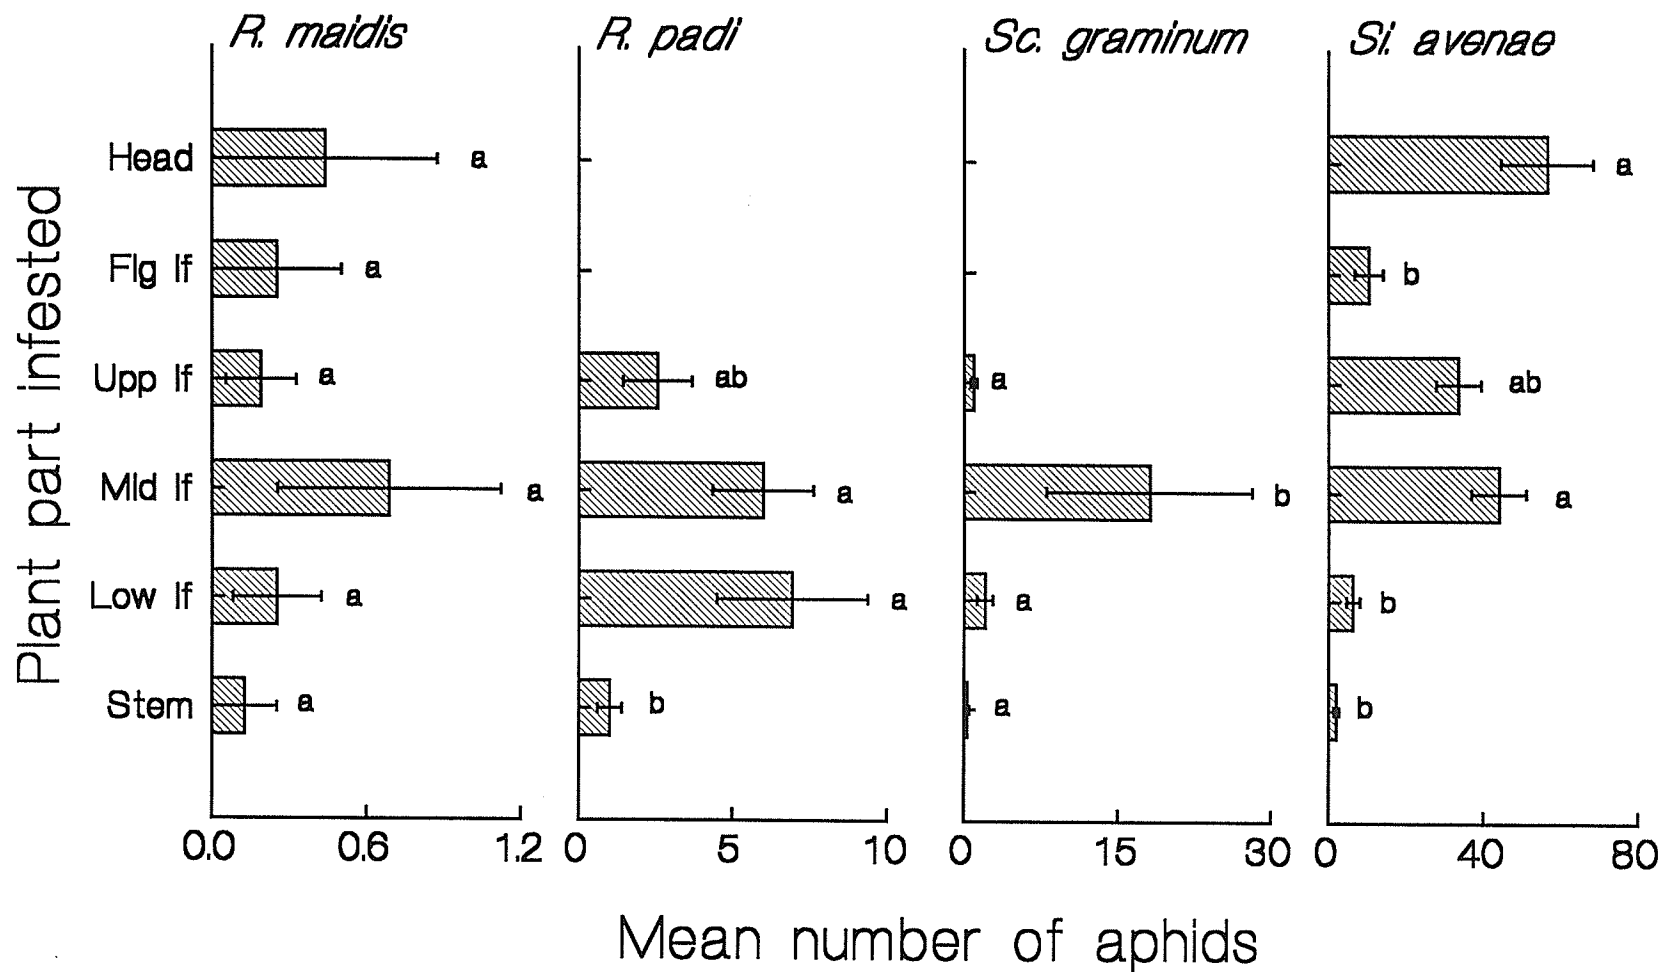 R. maidis R. padi Sc. graminum Si. avenae
Plant part infested
Head a a
Flg lf a b
Upp lf a ab a ab
Mid lf a a b a
Low lf a a a b
Stem a b a b
0.0 0.6 1.2 0 5 10 0 15 30 0 40 80
Mean number of aphids